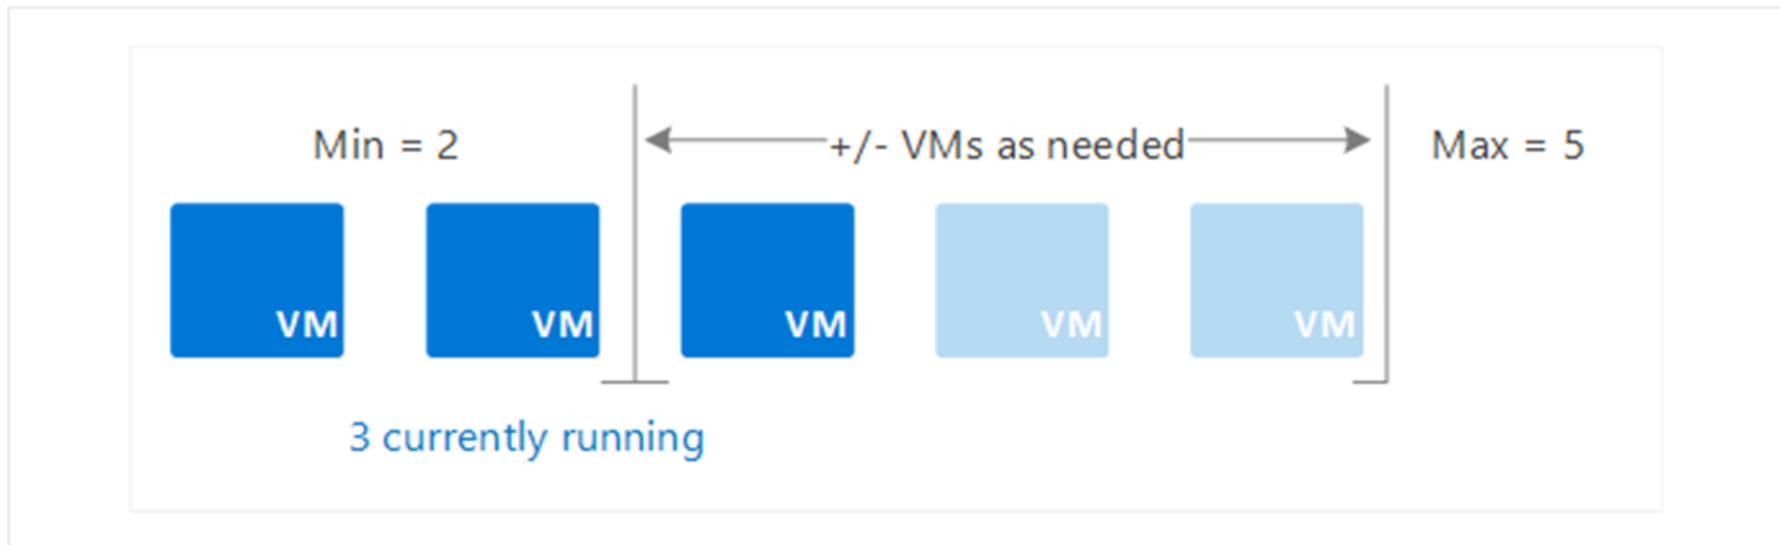 Min = 2
+/- VMs as needed
Max = 5
VM
VM
VM
VM
VM
3 currently running